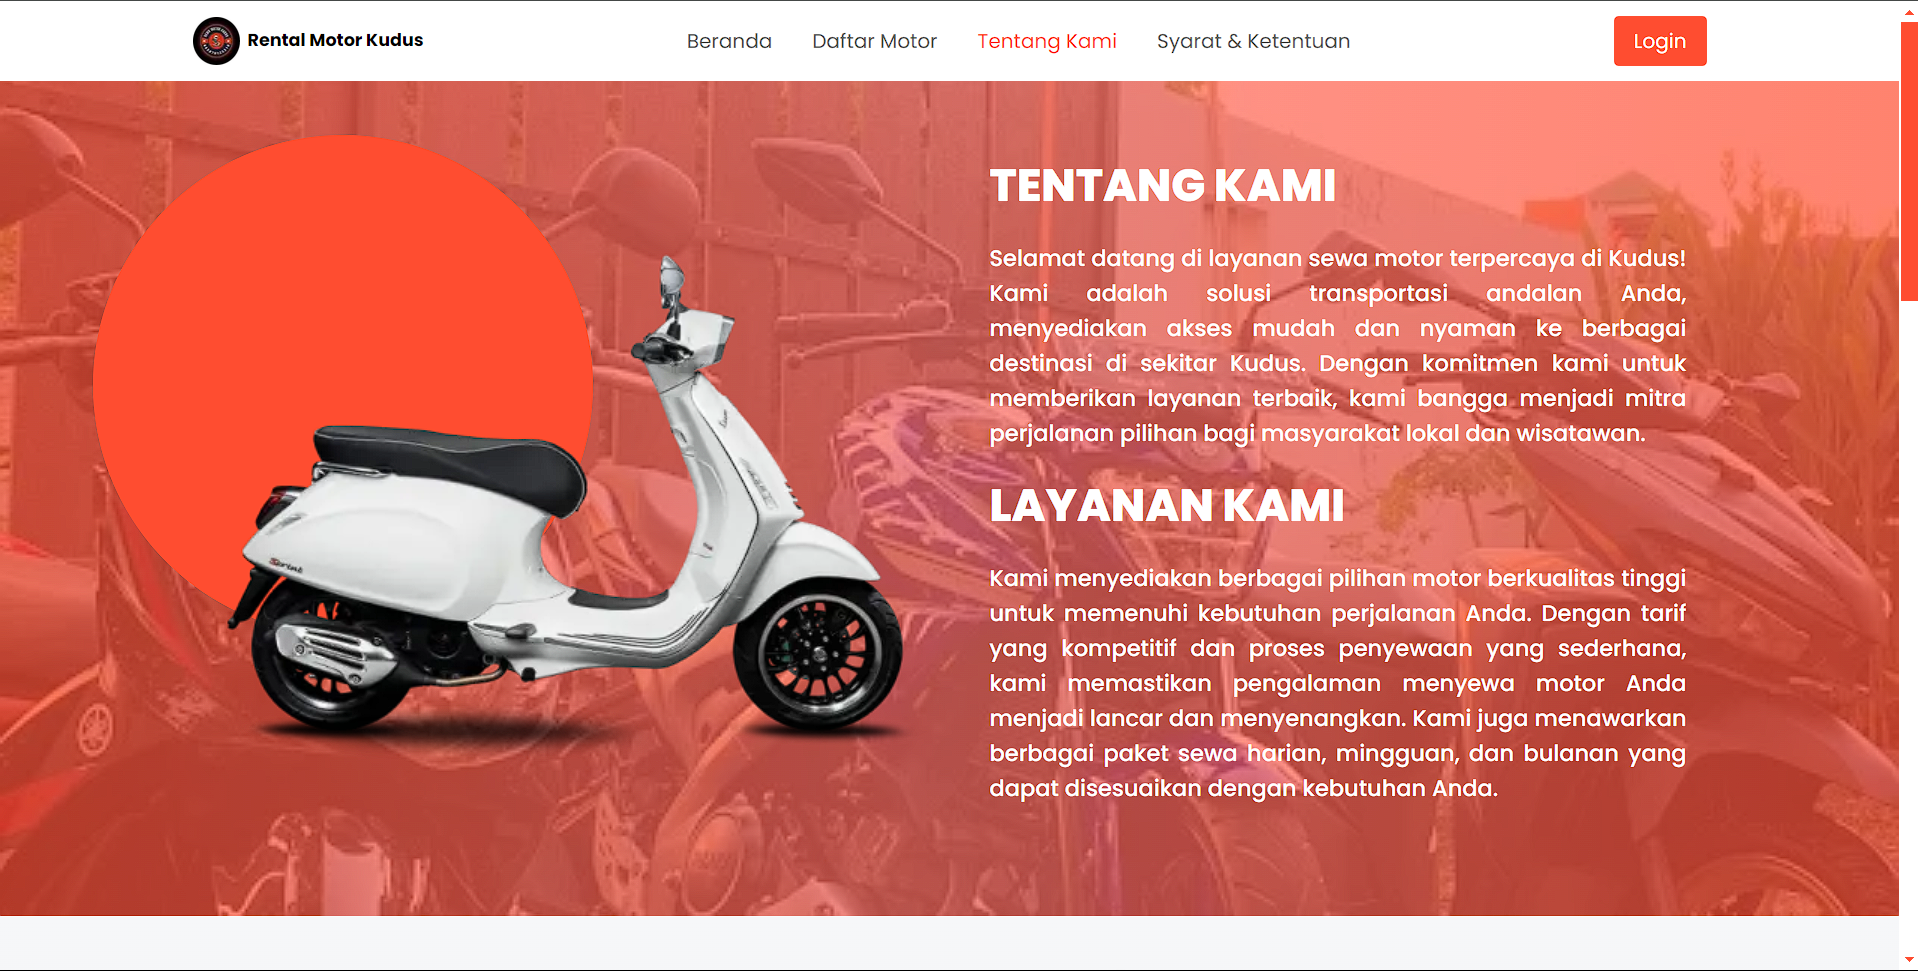 Rental Motor Kudus
Beranda
Daftar Motor
Tentang Kami
Syarat & Ketentuan
Login
TENTANG KAMI
Selamat datang di layanan sewa motor terpercaya di Kudus!
Kami adalah solusi transportasi andalan Anda,
menyediakan akses mudah dan nyaman ke berbagai
destinasi di sekitar Kudus. Dengan komitmen kami untuk
memberikan layanan terbaik, kami bangga menjadi mitra
perjalanan pilihan bagi masyarakat lokal dan wisatawan.
LAYANAN KAMI
Kami menyediakan berbagai pilihan motor berkualitas tinggi
untuk memenuhi kebutuhan perjalanan Anda. Dengan tarif
yang kompetitif dan proses penyewaan yang sederhana,
kami memastikan pengalaman menyewa motor Anda
menjadi lancar dan menyenangkan. Kami juga menawarkan
berbagai paket sewa harian, mingguan, dan bulanan yang
dapat disesuaikan dengan kebutuhan Anda.
Sprint